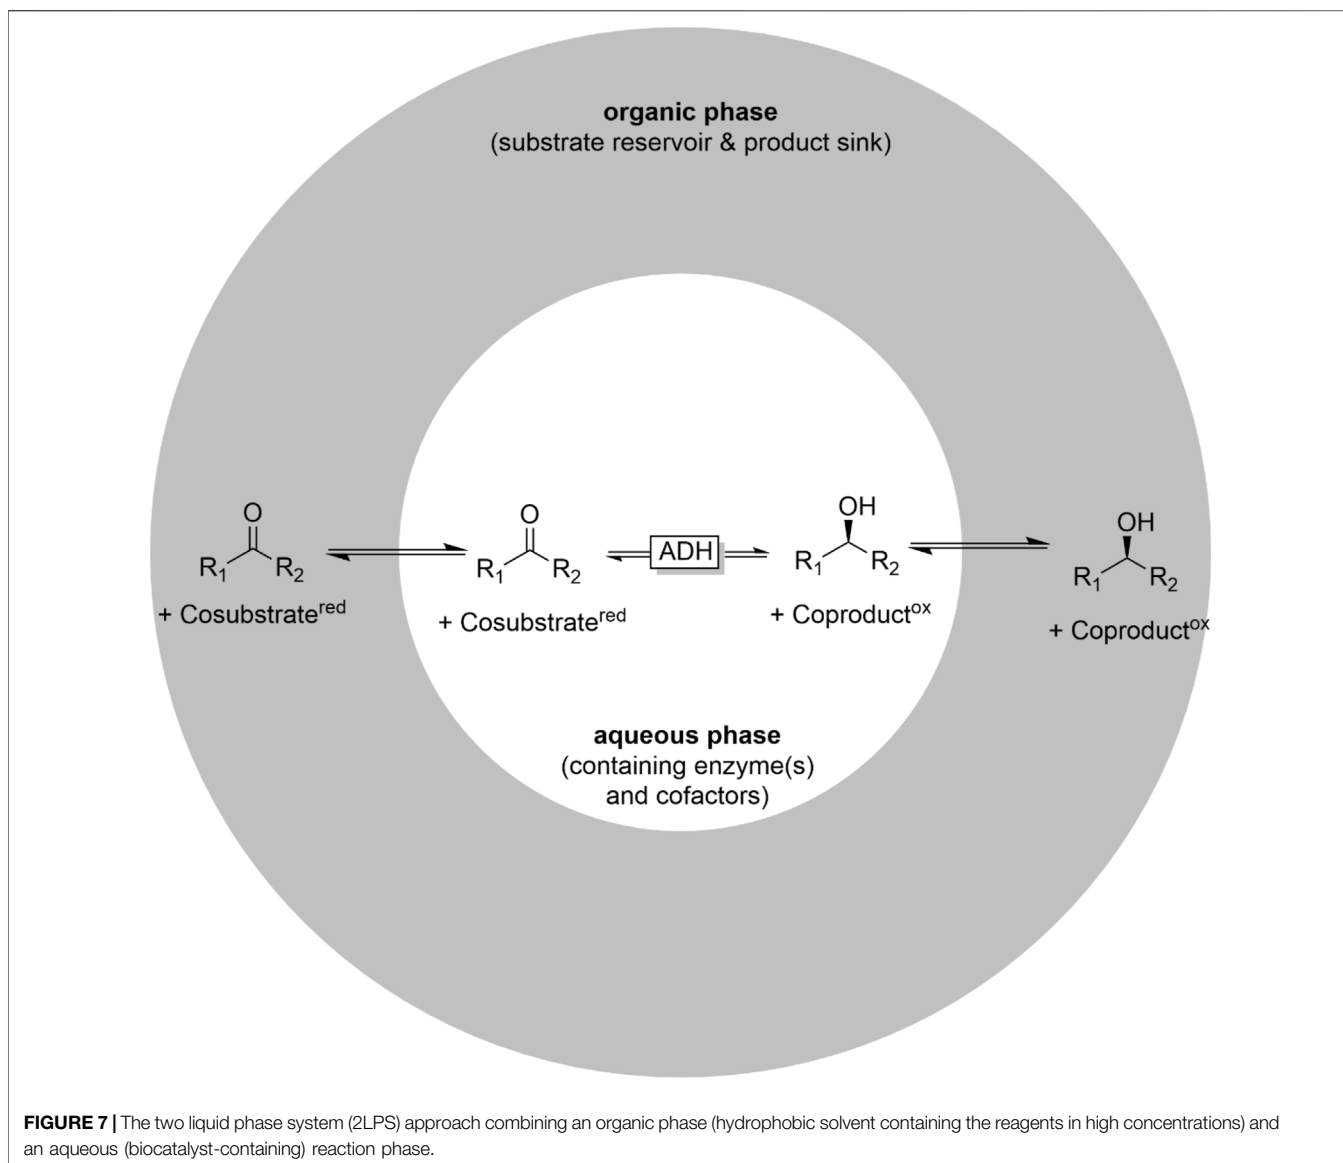 organic phase
(substrate reservoir & product sink)
O
R1 R2
+ Cosubstrate^red
O
R1 R2
+ Cosubstrate^red
ADH
OH
R1 R2
+ Coproduct^ox
OH
R1 R2
+ Coproduct^ox
aqueous phase
(containing enzyme(s)
and cofactors)
FIGURE 7 | The two liquid phase system (2LPS) approach combining an organic phase (hydrophobic solvent containing the reagents in high concentrations) and
an aqueous (biocatalyst-containing) reaction phase.